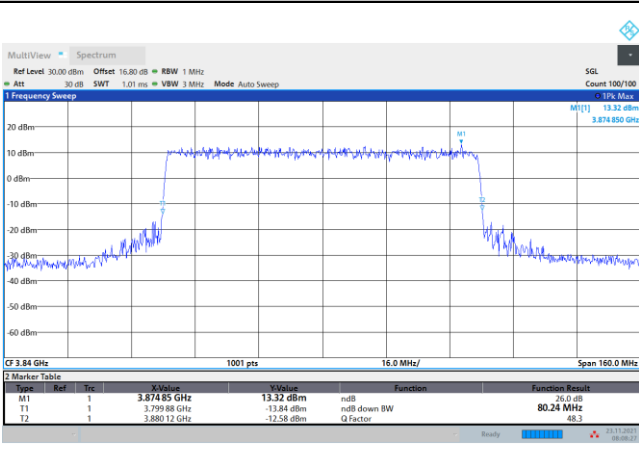 MultiView Spectrum
Ref Level 30.00 dBm Offset 16.80 dB RBW 1 MHz SGL
Att 30 dB SWT 1.01 ms VBW 3 MHz Mode Auto Sweep Count 100/100
1 Frequency Sweep 1Pk Max
M1[1] 13.32 dBm
3.874 850 GHz
20 dBm
M1
10 dBm
0 dBm
T1 T2
-10 dBm
-20 dBm
-30 dBm
-40 dBm
-50 dBm
-60 dBm
CF 3.84 GHz 1001 pts 16.0 MHz/ Span 160.0 MHz
2 Marker Table
Type Ref Trc X-Value Y-Value Function Function Result
M1 1 3.874 85 GHz 13.32 dBm ndB 26.0 dB
T1 1 3.799 88 GHz -13.84 dBm ndB down BW 80.24 MHz
T2 1 3.880 12 GHz -12.58 dBm Q Factor 48.3
Ready 23.11.2021
08:08:27